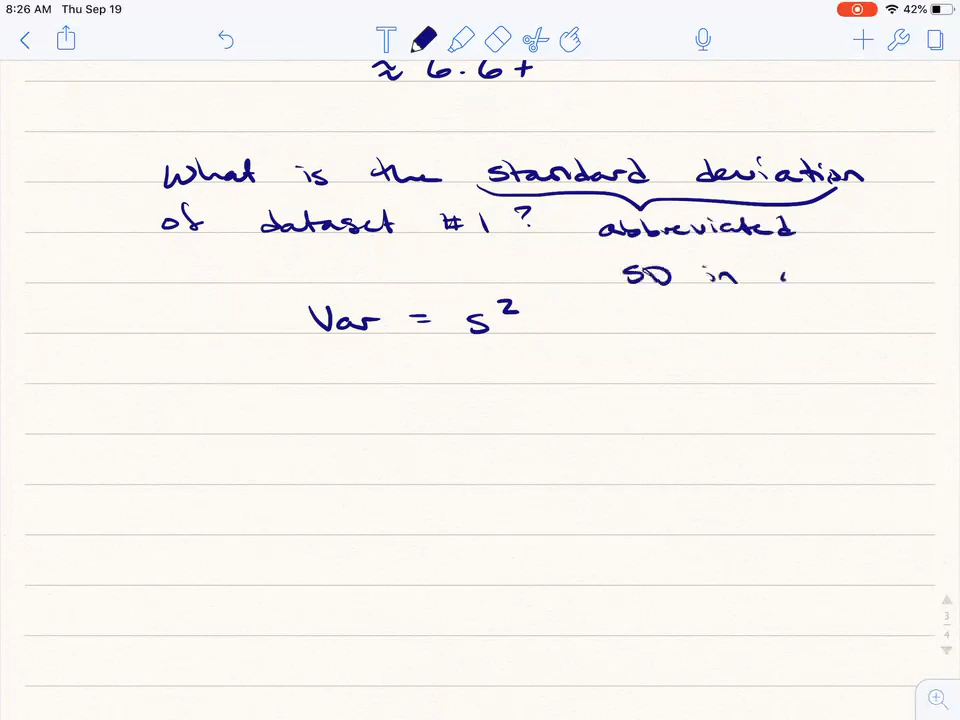 8:26 AM Thu Sep 19
42%
T
≈ 6.67
What is the standard deviation
of dataset #1? abbreviated
SD in
Var = s²
3
4